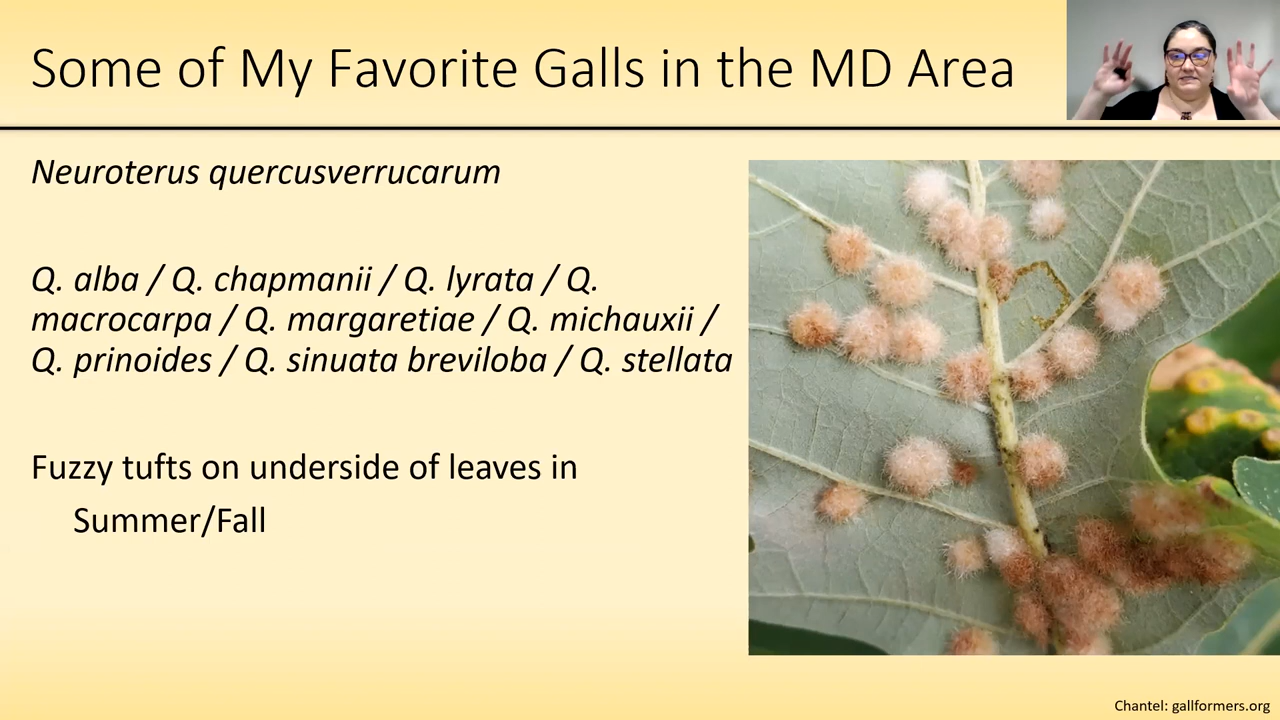 Some of My Favorite Galls in the MD Area
Neuroterus quercusverrucarum
Q. alba / Q. chapmanii / Q. lyrata / Q.
macrocarpa / Q. margaretiae / Q. michauxii /
Q. prinoides / Q. sinuata breviloba / Q. stellata
Fuzzy tufts on underside of leaves in
Summer/Fall
Chantel: gallformers.org